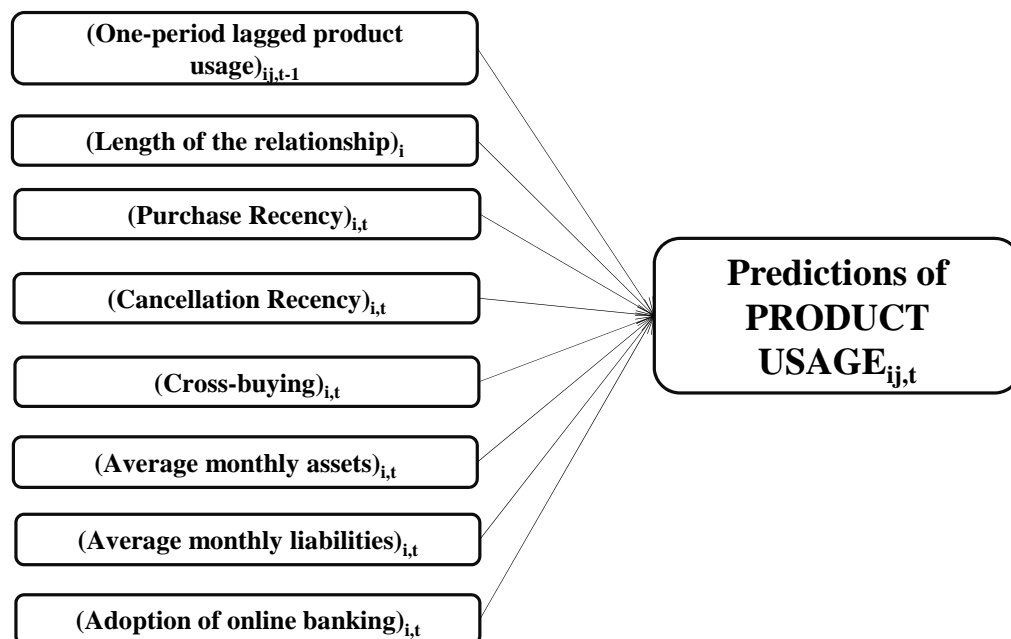 (One-period lagged product
usage)ij,t-1
(Length of the relationship)i
(Purchase Recency)i,t
(Cancellation Recency)i,t
(Cross-buying)i,t
(Average monthly assets)i,t
(Average monthly liabilities)i,t
(Adoption of online banking)i,t
Predictions of
PRODUCT
USAGEij,t